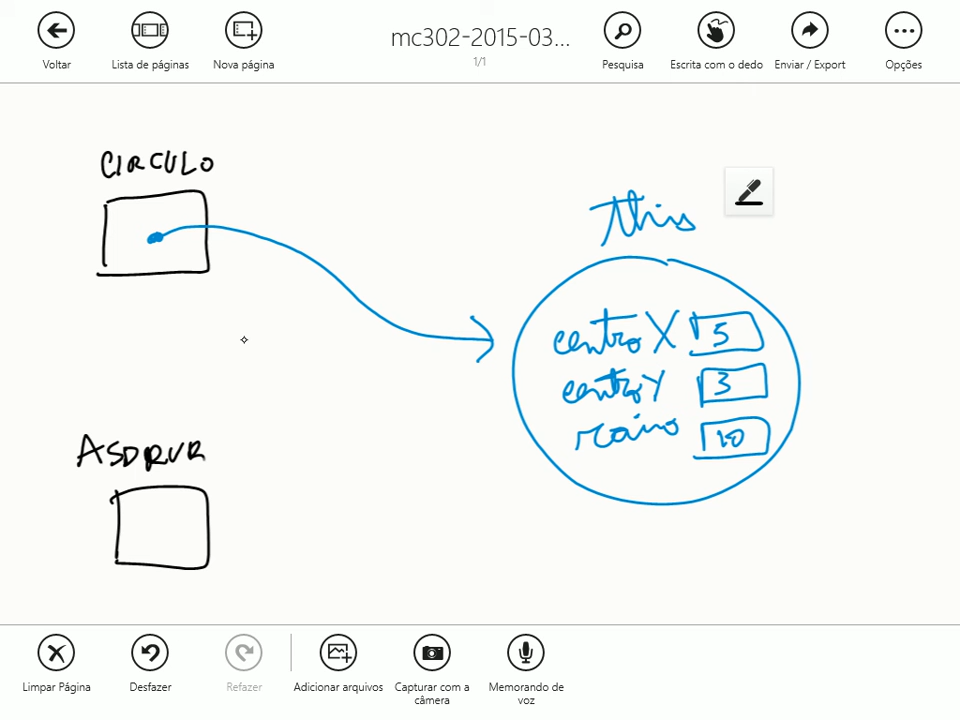 mc302-2015-03...
1/1
Voltar
Lista de páginas
Nova página
Pesquisa
Escrita com o dedo
Enviar / Export
Opções
CIRCULO
this
centroX 5
centroY 3
raio 10
ASDRUR
Limpar Página
Desfazer
Refazer
Adicionar arquivos
Capturar com a
câmera
Memorando de
voz